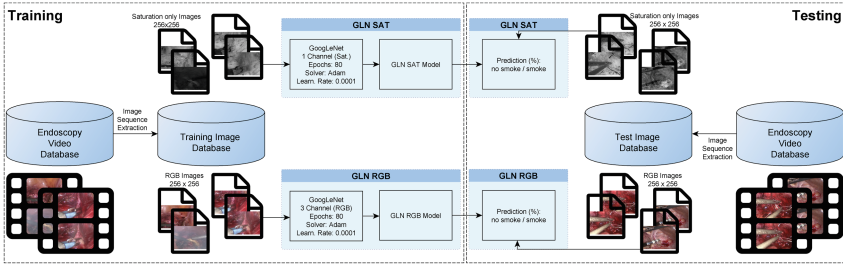 Training
Saturation only Images
256x256
GLN SAT
GoogLeNet
1 Channel (Sat.)
Epochs: 80
Solver: Adam
Learn. Rate: 0.0001
GLN SAT Model
Endoscopy
Video
Database
Image
Sequence
Extraction
Training Image
Database
RGB Images
256 x 256
GLN RGB
GoogLeNet
3 Channel (RGB)
Epochs: 80
Solver: Adam
Learn. Rate: 0.0001
GLN RGB Model
Testing
GLN SAT
Prediction (%):
no smoke / smoke
Saturation only Images
256 x 256
Test Image
Database
Image
Sequence
Extraction
Endoscopy
Video
Database
GLN RGB
Prediction (%):
no smoke / smoke
RGB Images
256 x 256